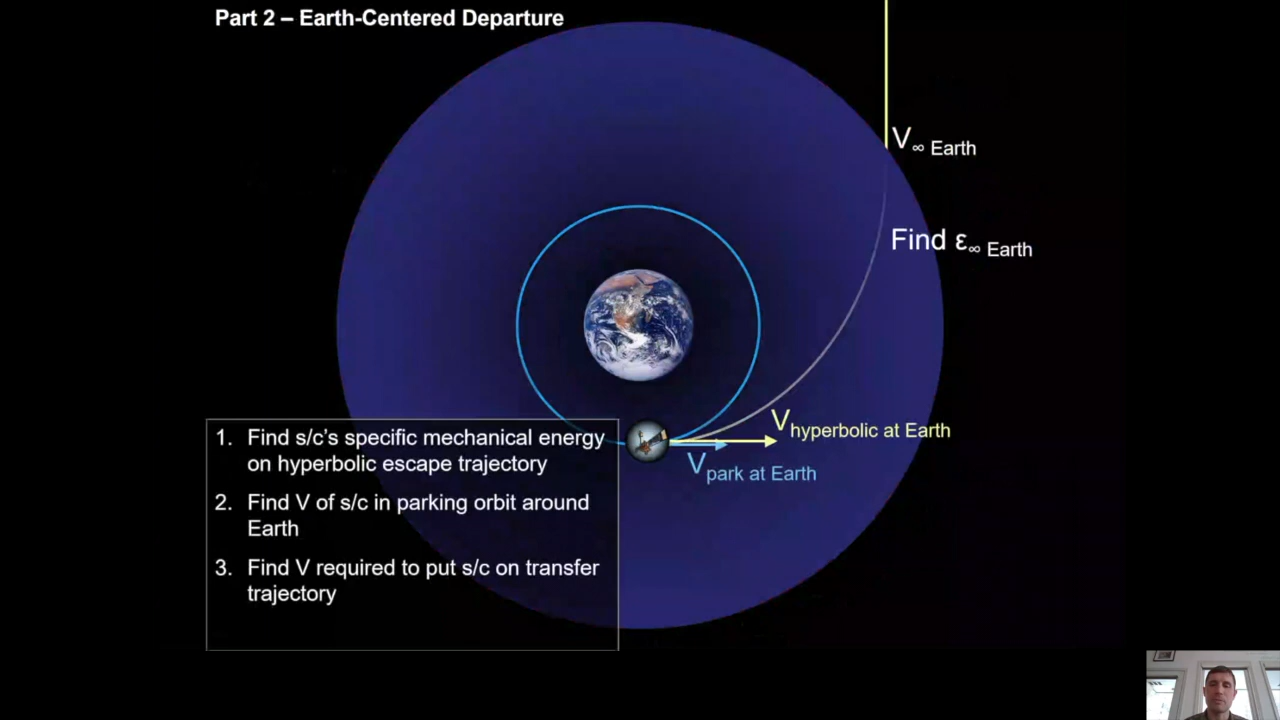 Part 2 – Earth-Centered Departure
V∞ Earth
Find ε∞ Earth
Vhyperbolic at Earth
Vpark at Earth
1. Find s/c's specific mechanical energy
on hyperbolic escape trajectory
2. Find V of s/c in parking orbit around
Earth
3. Find V required to put s/c on transfer
trajectory